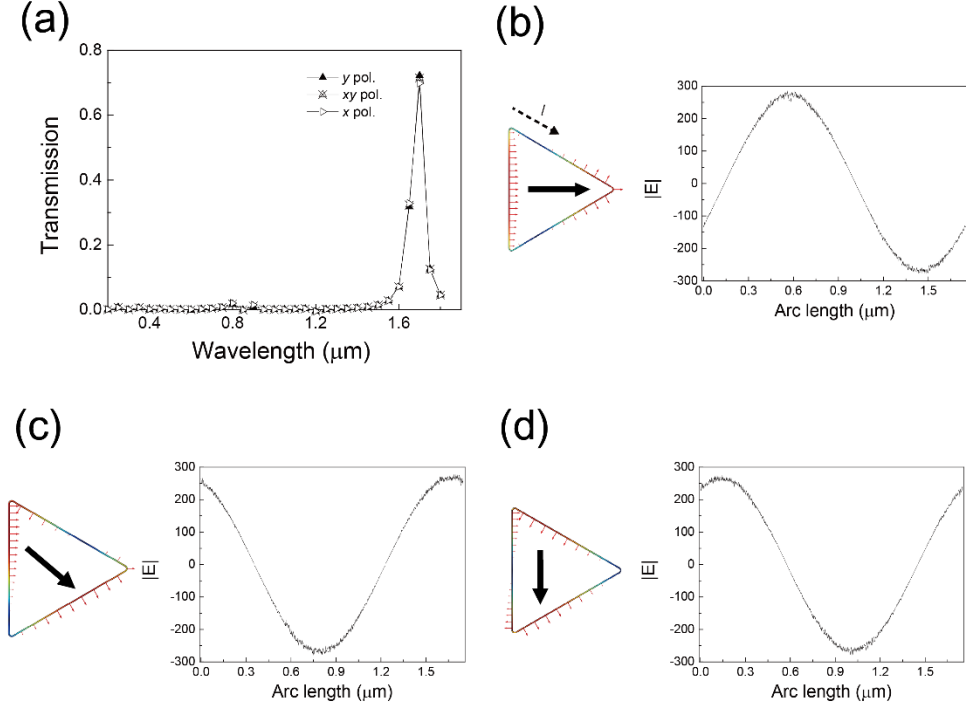 (a)
0.8
0.6
0.4
0.2
0.0
Transmission
y pol.
xy pol.
x pol.
0.4 0.8 1.2 1.6
Wavelength (μm)
(b)
l
300
200
100
0
-100
-200
-300
|E|
0.0 0.3 0.6 0.9 1.2 1.5
Arc length (μm)
(c)
300
200
100
0
-100
-200
-300
|E|
0.0 0.3 0.6 0.9 1.2 1.5
Arc length (μm)
(d)
300
200
100
0
-100
-200
-300
|E|
0.0 0.3 0.6 0.9 1.2 1.5
Arc length (μm)